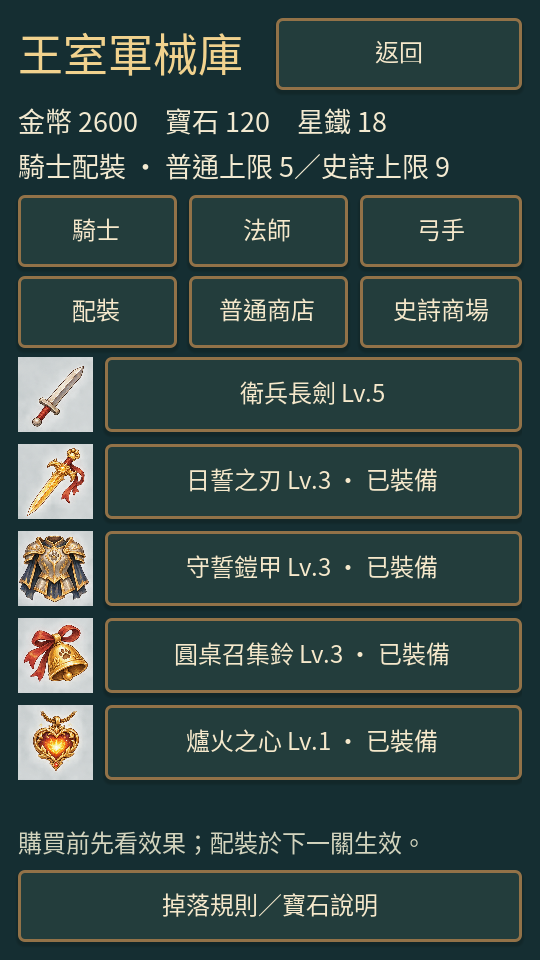 王室軍械庫
返回
金幣 2600 寶石 120 星鐵 18
騎士配裝 · 普通上限 5／史詩上限 9
騎士 法師 弓手
配裝 普通商店 史詩商場
衛兵長劍 Lv.5
日誓之刃 Lv.3 · 已裝備
守誓鎧甲 Lv.3 · 已裝備
圓桌召集鈴 Lv.3 · 已裝備
爐火之心 Lv.1 · 已裝備
購買前先看效果；配裝於下一關生效。
掉落規則／寶石說明